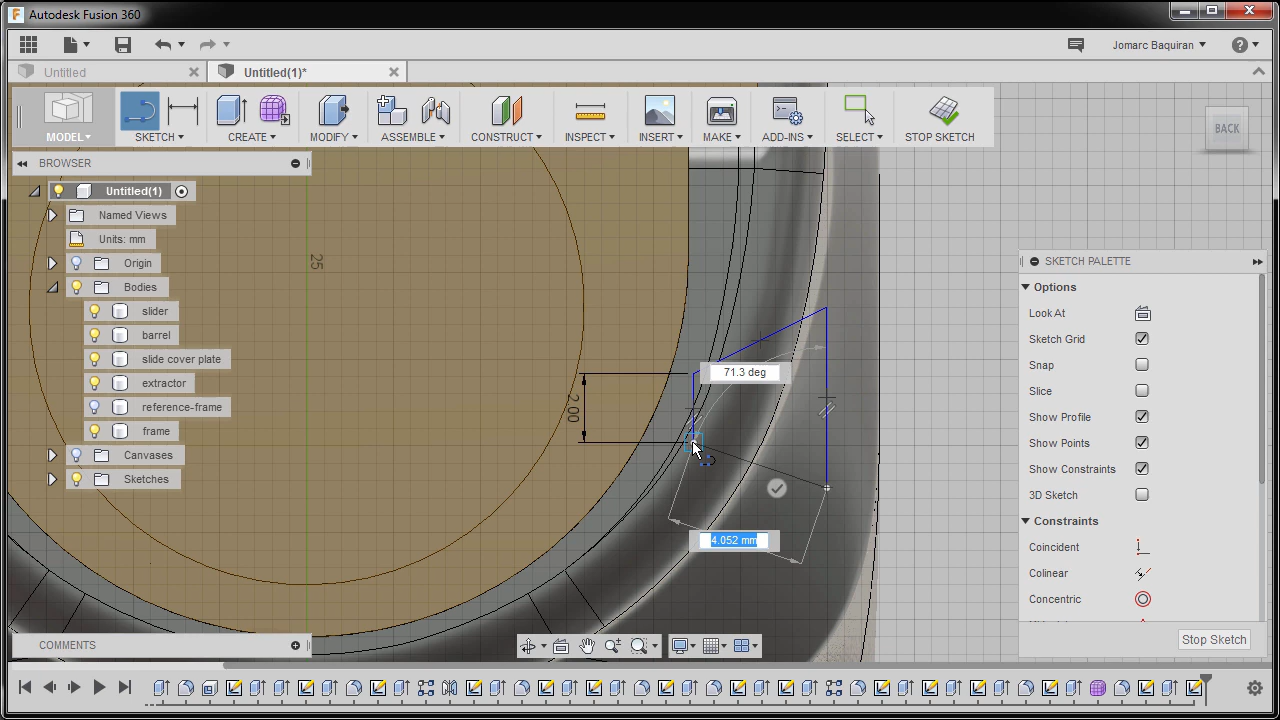 Autodesk Fusion 360
Jomarc Baquiran
Untitled
Untitled(1)*
MODEL
SKETCH
CREATE
MODIFY
ASSEMBLE
CONSTRUCT
INSPECT
INSERT
MAKE
ADD-INS
SELECT
STOP SKETCH
BACK
BROWSER
Untitled(1)
Named Views
Units: mm
Origin
Bodies
slider
barrel
slide cover plate
extractor
reference-frame
frame
Canvases
Sketches
25
2.00
71.3 deg
4.052 mm
SKETCH PALETTE
Options
Look At
Sketch Grid
Snap
Slice
Show Profile
Show Points
Show Constraints
3D Sketch
Constraints
Coincident
Colinear
Concentric
Stop Sketch
COMMENTS